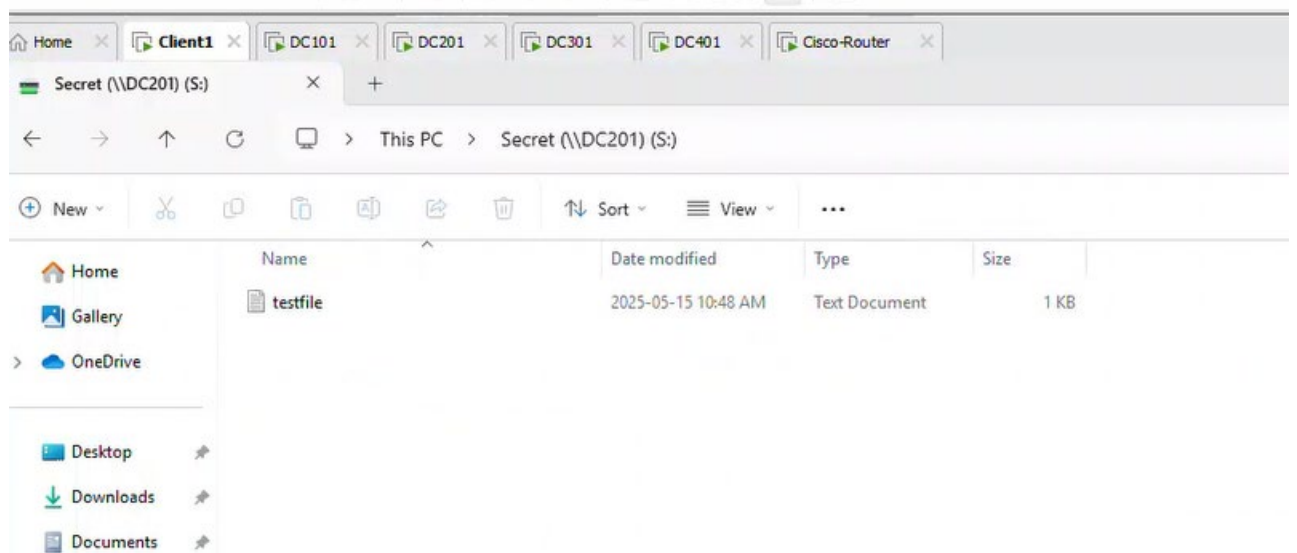 Home Client1 DC101 DC201 DC301 DC401 Cisco-Router
Secret (\\DC201) (S:)
This PC > Secret (\\DC201) (S:)
New Sort View ...
Name Date modified Type Size
Home
testfile 2025-05-15 10:48 AM Text Document 1 KB
Gallery
OneDrive
Desktop
Downloads
Documents